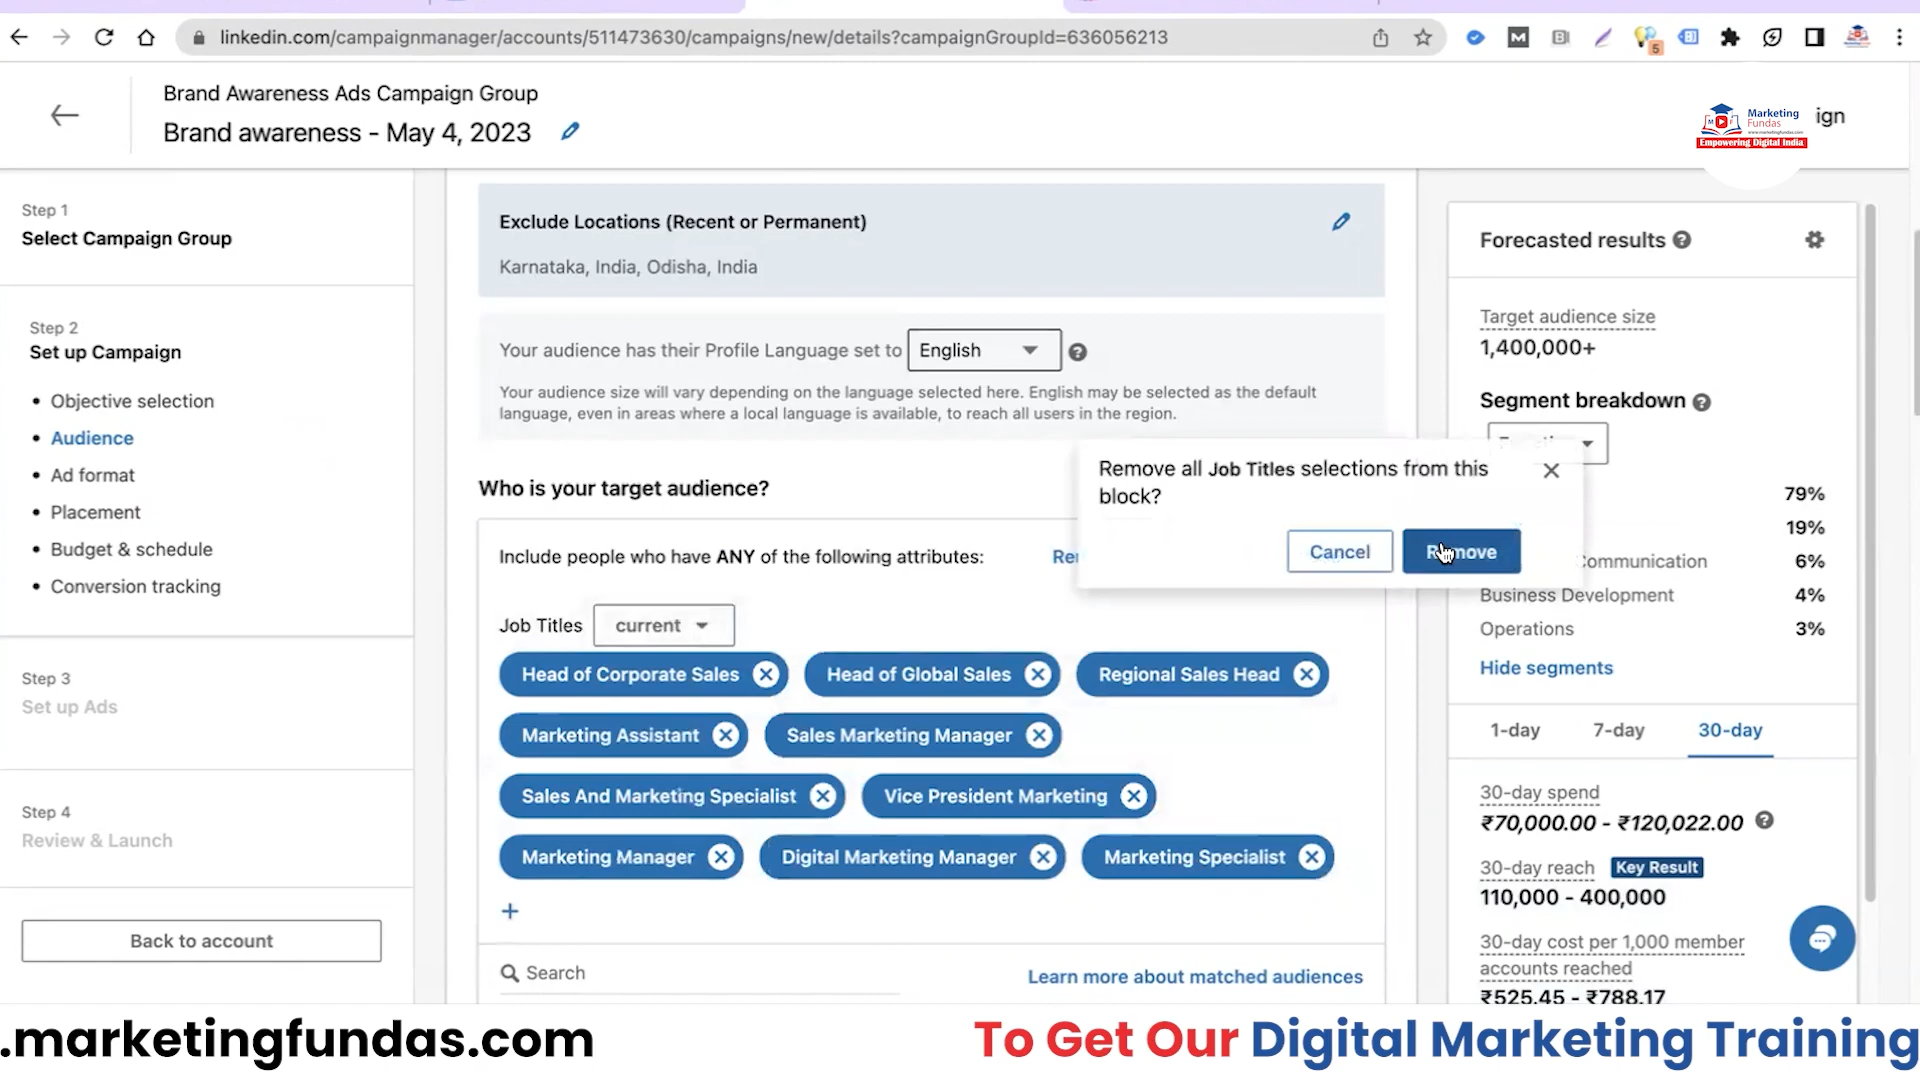 linkedin.com/campaignmanager/accounts/511473630/campaigns/new/details?campaignGroupId=636056213
5
Brand Awareness Ads Campaign Group
Brand awareness - May 4, 2023
Marketing
Fundas
www.marketingfundas.com
Empowering Digital India
ign
Step 1
Select Campaign Group
Step 2
Set up Campaign
• Objective selection
• Audience
• Ad format
• Placement
• Budget & schedule
• Conversion tracking
Step 3
Set up Ads
Step 4
Review & Launch
Back to account
Exclude Locations (Recent or Permanent)
Karnataka, India, Odisha, India
Your audience has their Profile Language set to English
Your audience size will vary depending on the language selected here. English may be selected as the default
language, even in areas where a local language is available, to reach all users in the region.
Who is your target audience?
Include people who have ANY of the following attributes:
Remove all Job Titles selections from this
block?
Cancel Remove
Job Titles current
Head of Corporate Sales Head of Global Sales Regional Sales Head
Marketing Assistant Sales Marketing Manager
Sales And Marketing Specialist Vice President Marketing
Marketing Manager Digital Marketing Manager Marketing Specialist
+
Search
Learn more about matched audiences
Forecasted results
Target audience size
1,400,000+
Segment breakdown
79%
19%
Communication 6%
Business Development 4%
Operations 3%
Hide segments
1-day 7-day 30-day
30-day spend
₹70,000.00 - ₹120,022.00
30-day reach Key Result
110,000 - 400,000
30-day cost per 1,000 member
accounts reached
₹525.45 - ₹788.17
.marketingfundas.com
To Get Our Digital Marketing Training